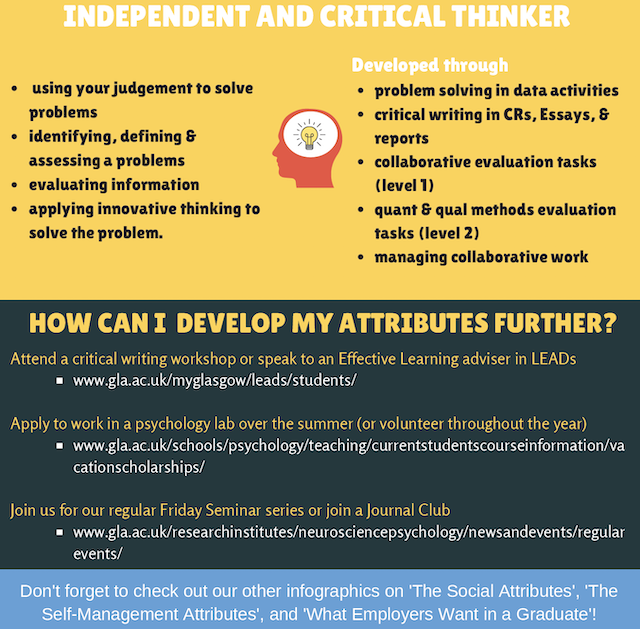 INDEPENDENT AND CRITICAL THINKER
• using your judgement to solve
problems
• identifying, defining &
assessing a problems
• evaluating information
• applying innovative thinking to
solve the problem.
Developed through
• problem solving in data activities
• critical writing in CRs, Essays, &
reports
• collaborative evaluation tasks
(level 1)
• quant & qual methods evaluation
tasks (level 2)
• managing collaborative work
HOW CAN I DEVELOP MY ATTRIBUTES FURTHER?
Attend a critical writing workshop or speak to an Effective Learning adviser in LEADs
▪ www.gla.ac.uk/myglasgow/leads/students/
Apply to work in a psychology lab over the summer (or volunteer throughout the year)
▪ www.gla.ac.uk/schools/psychology/teaching/currentstudentscourseinformation/va
cationscholarships/
Join us for our regular Friday Seminar series or join a Journal Club
▪ www.gla.ac.uk/researchinstitutes/neurosciencepsychology/newsandevents/regular
events/
Don't forget to check out our other infographics on 'The Social Attributes', 'The
Self-Management Attributes', and 'What Employers Want in a Graduate'!